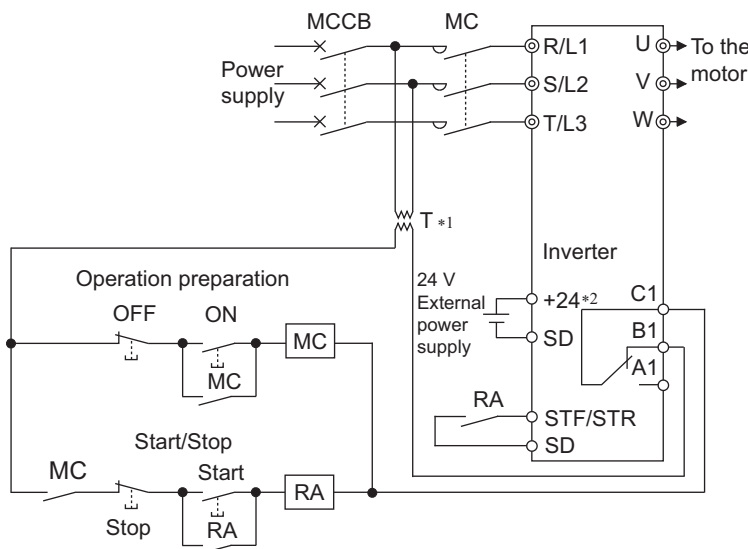 MCCB
MC
R/L1
U
To the
motor
Power
supply
S/L2
V
T/L3
W
T *1
Inverter
Operation preparation
24 V
External
power
supply
+24*2
C1
OFF
ON
MC
B1
SD
A1
MC
RA
STF/STR
Start/Stop
SD
MC
Start
RA
Stop
RA